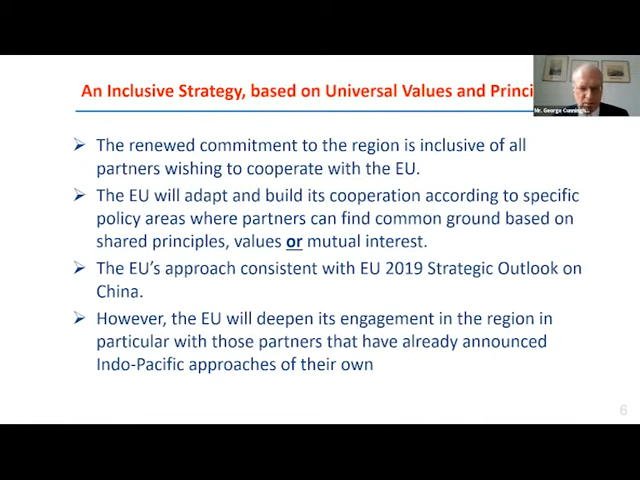 An Inclusive Strategy, based on Universal Values and Princi
Mr. George Cunningh
The renewed commitment to the region is inclusive of all
partners wishing to cooperate with the EU.
The EU will adapt and build its cooperation according to specific
policy areas where partners can find common ground based on
shared principles, values or mutual interest.
The EU's approach consistent with EU 2019 Strategic Outlook on
China.
However, the EU will deepen its engagement in the region in
particular with those partners that have already announced
Indo-Pacific approaches of their own
6